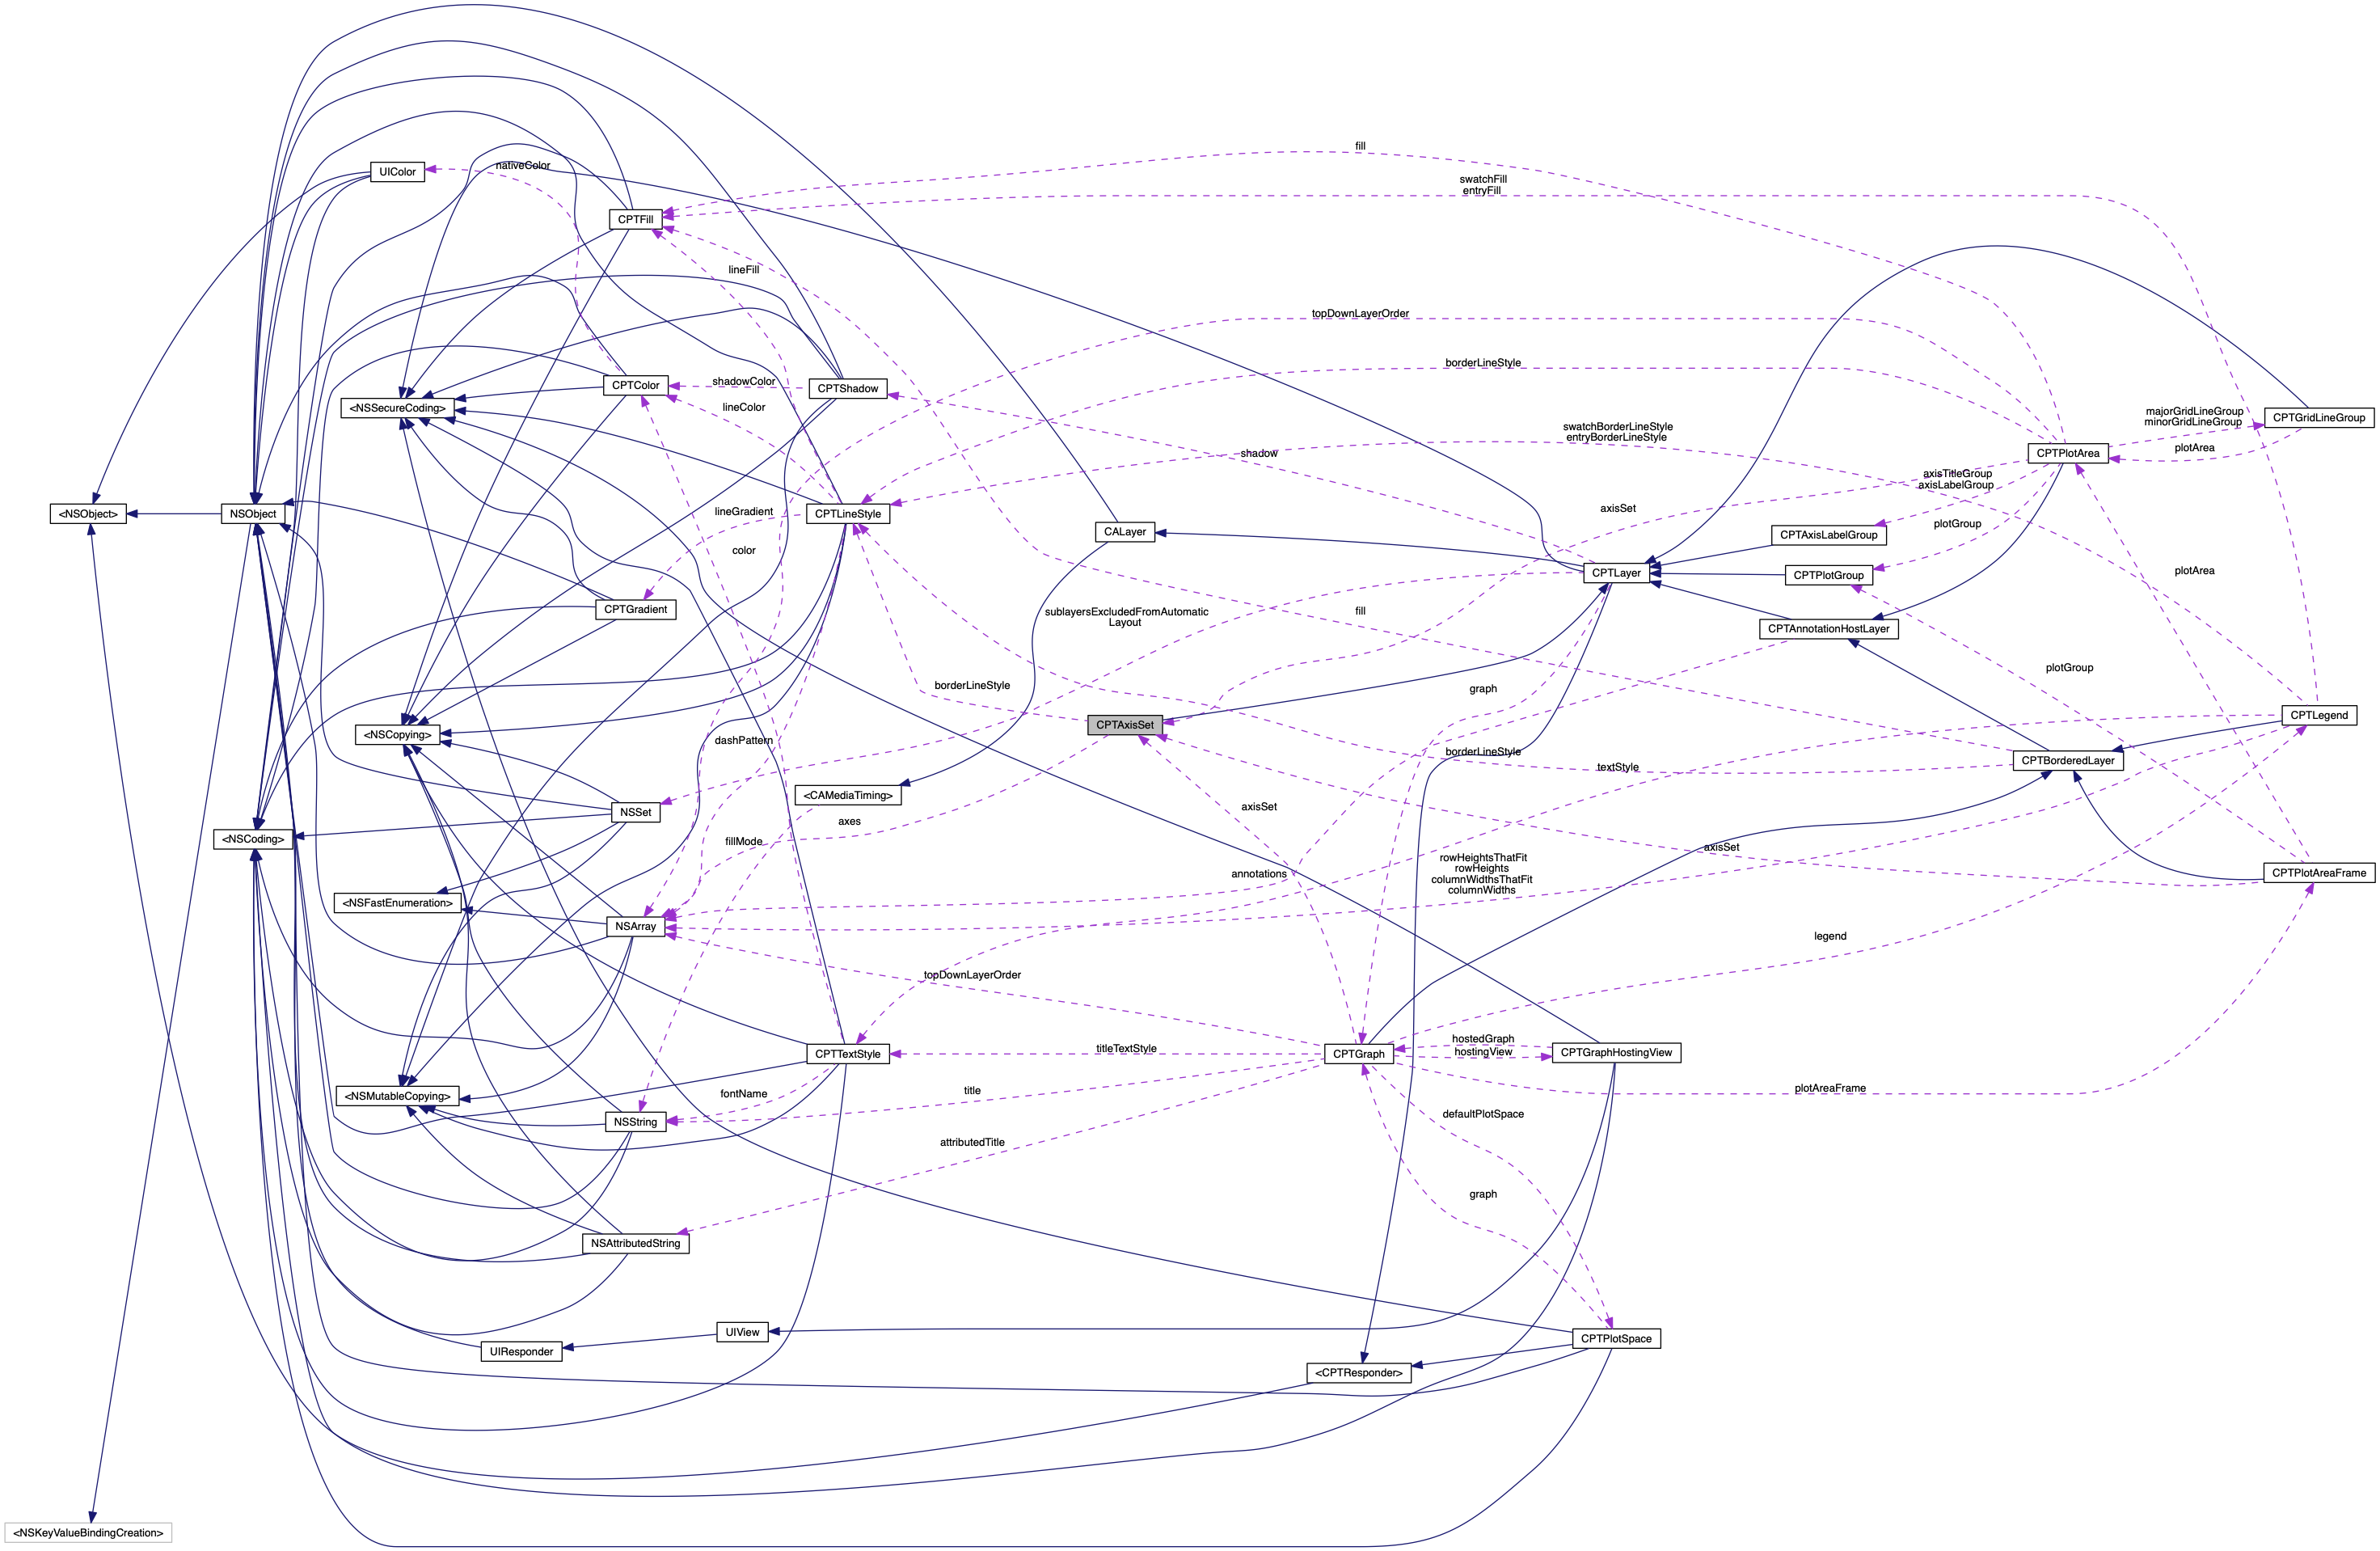 fill
nativeColor
UIColor
swatchFill
entryFill
CPTFill
lineFill
topDownLayerOrder
borderLineStyle
CPTColor
shadowColor
CPTShadow
<NSSecureCoding>
lineColor
majorGridLineGroup
minorGridLineGroup
CPTGridLineGroup
swatchBorderLineStyle
entryBorderLineStyle
shadow
CPTPlotArea
plotArea
axisTitleGroup
axisLabelGroup
<NSObject>
NSObject
lineGradient
CPTLineStyle
axisSet
CALayer
plotGroup
CPTAxisLabelGroup
color
CPTLayer
CPTPlotGroup
plotArea
CPTGradient
sublayersExcludedFromAutomatic
Layout
fill
CPTAnnotationHostLayer
plotGroup
borderLineStyle
graph
CPTAxisSet
CPTLegend
<NSCopying>
dashPattern
borderLineStyle
textStyle
CPTBorderedLayer
<CAMediaTiming>
axisSet
NSSet
axes
<NSCoding>
fillMode
axisSet
rowHeightsThatFit
rowHeights
columnWidthsThatFit
columnWidths
annotations
CPTPlotAreaFrame
<NSFastEnumeration>
NSArray
legend
topDownLayerOrder
hostedGraph
hostingView
titleTextStyle
CPTTextStyle
CPTGraph
CPTGraphHostingView
plotAreaFrame
<NSMutableCopying>
fontName
title
NSString
defaultPlotSpace
attributedTitle
graph
NSAttributedString
UIView
CPTPlotSpace
UIResponder
<CPTResponder>
<NSKeyValueBindingCreation>